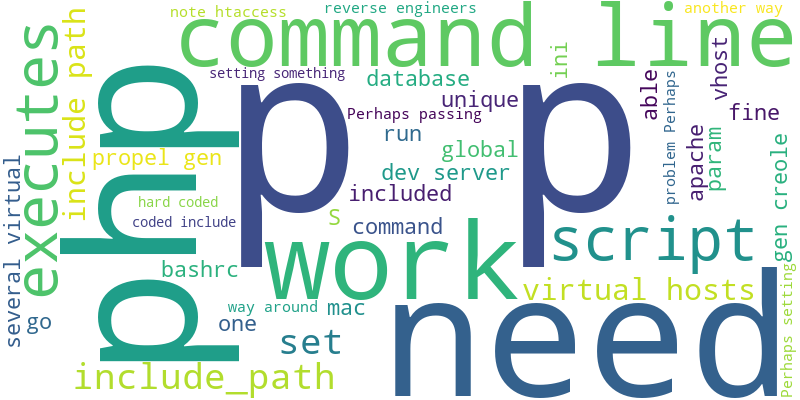 note htaccess
reverse engineers
another way
command line
executes
include path
php
p p
setting something
database
ini
able
vhost
Perhaps passing
unique
problem Perhaps
fine
run
propel gen
global
apache
param
dev server
hard coded
included
gen creole
several virtual
coded include
S
command
work
script
bashrc
virtual hosts
Perhaps setting
way around
mac
need
go
one
set
include_path